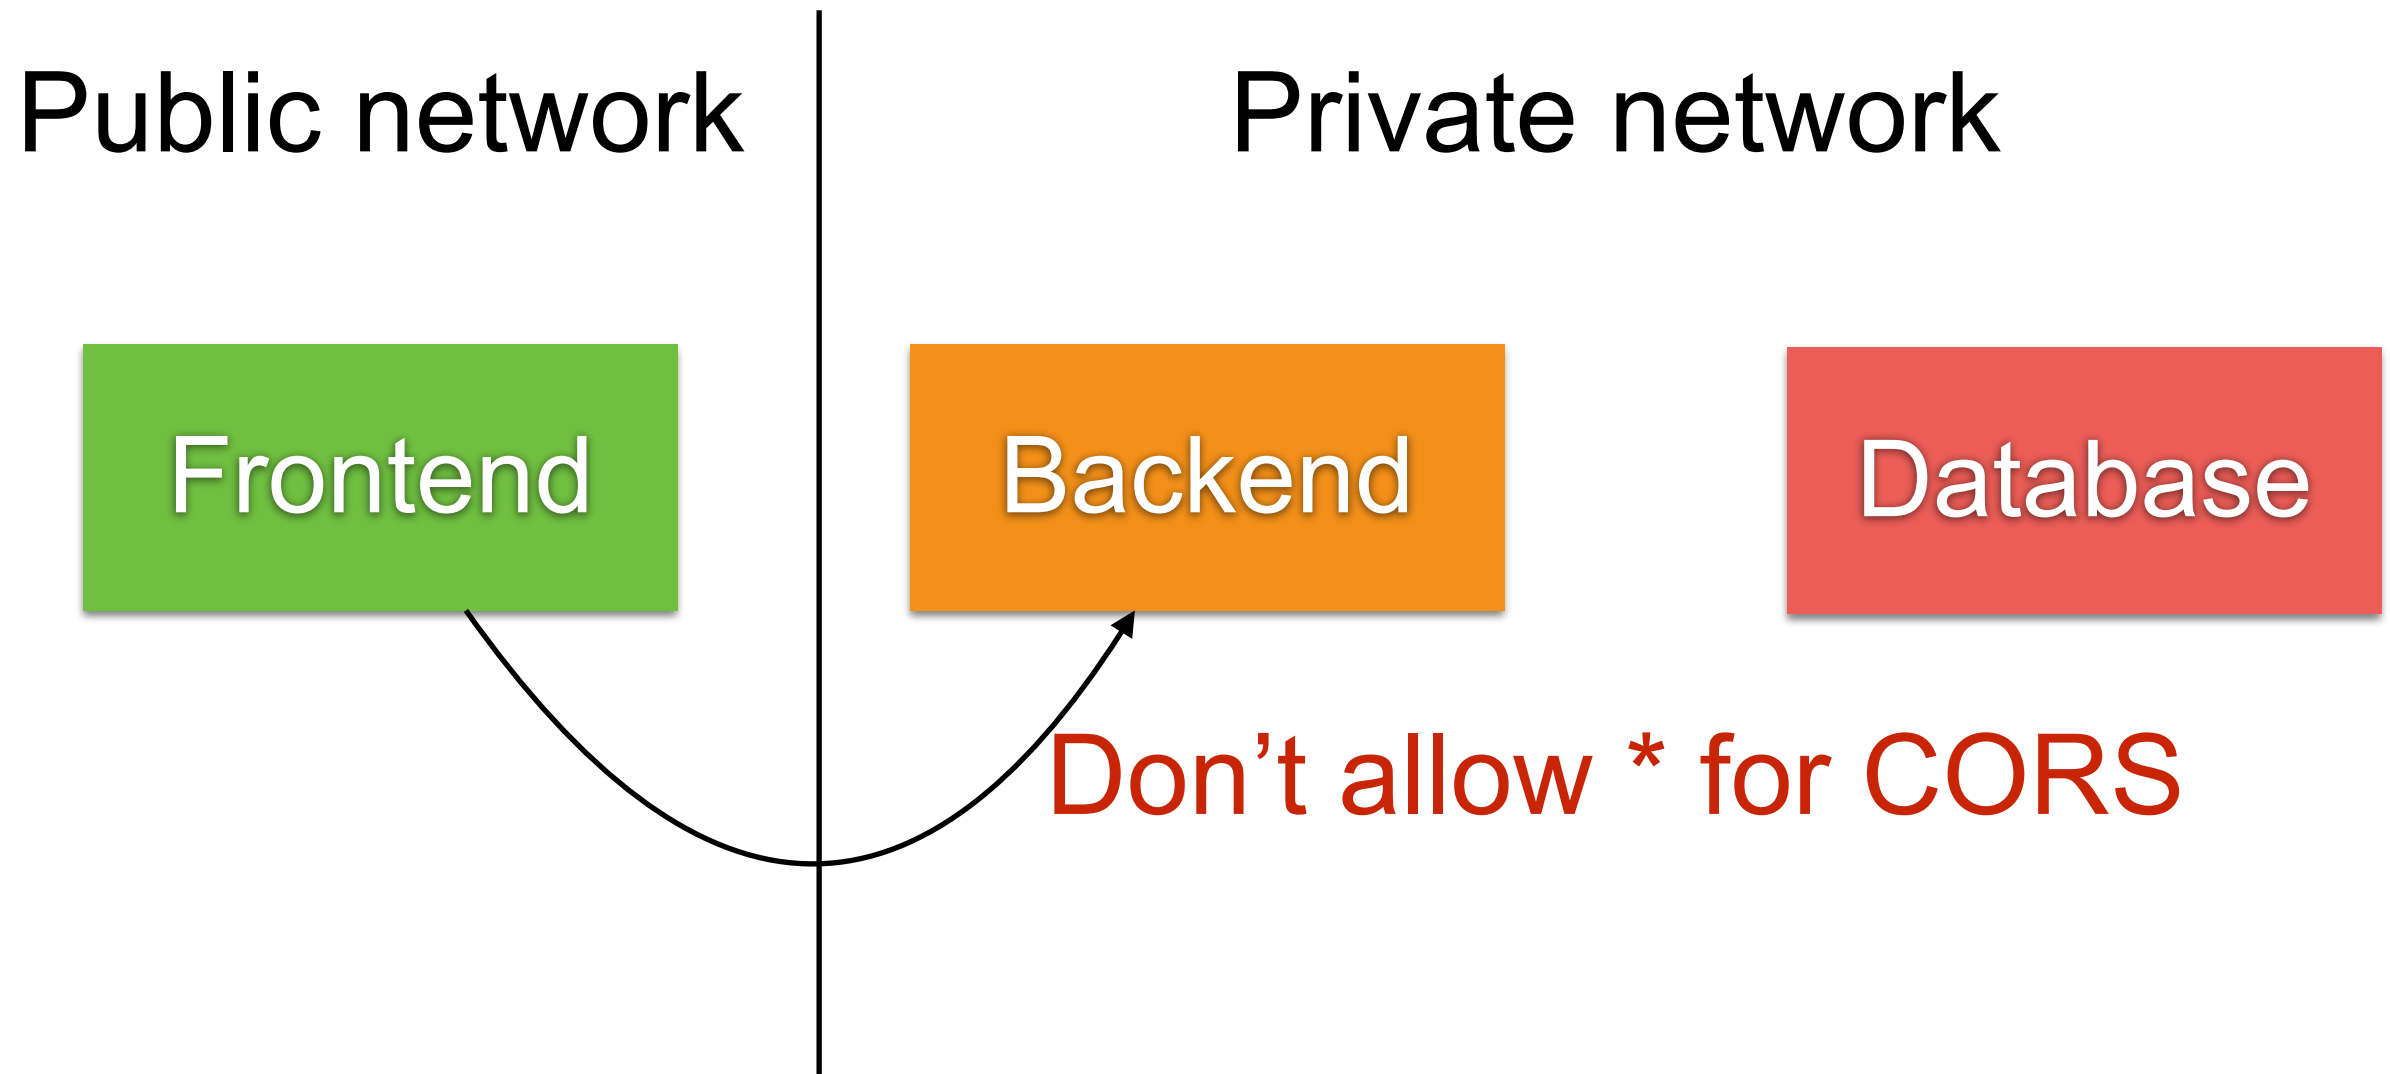 Public network
Private network
Frontend
Backend
Database
Don’t allow * for CORS